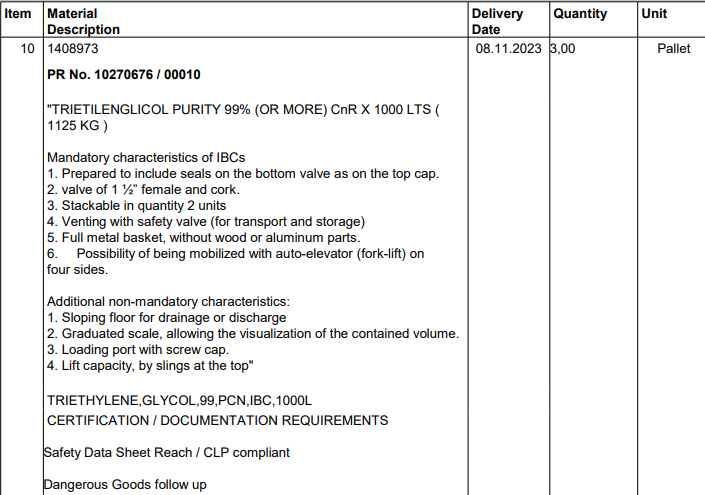 Item Material Description Delivery Date Quantity Unit
10 1408973 08.11.2023 3,00 Pallet
PR No. 10270676 / 00010
"TRIETILENGLICOL PURITY 99% (OR MORE) CnR X 1000 LTS (
1125 KG )
Mandatory characteristics of IBCs
1. Prepared to include seals on the bottom valve as on the top cap.
2. valve of 1 ½" female and cork.
3. Stackable in quantity 2 units
4. Venting with safety valve (for transport and storage)
5. Full metal basket, without wood or aluminum parts.
6. Possibility of being mobilized with auto-elevator (fork-lift) on
four sides.
Additional non-mandatory characteristics:
1. Sloping floor for drainage or discharge
2. Graduated scale, allowing the visualization of the contained volume.
3. Loading port with screw cap.
4. Lift capacity, by slings at the top"
TRIETHYLENE,GLYCOL,99,PCN,IBC,1000L
CERTIFICATION / DOCUMENTATION REQUIREMENTS
Safety Data Sheet Reach / CLP compliant
Dangerous Goods follow up